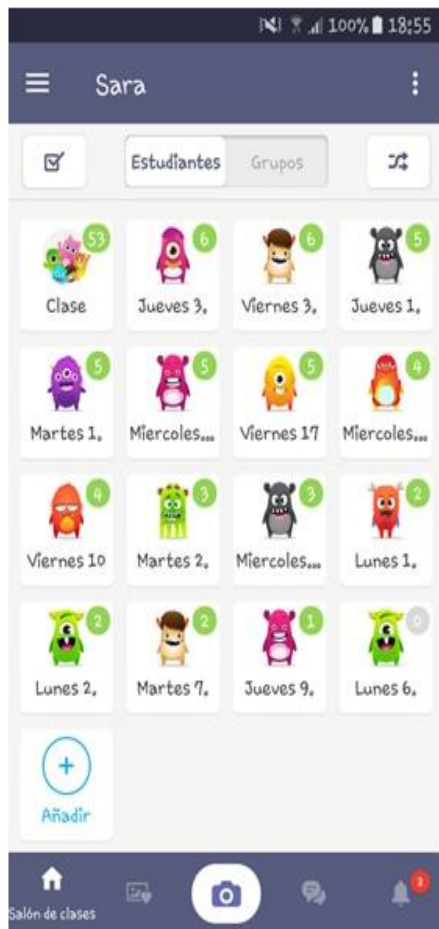 100% 18:55
Sara
Estudiantes Grupos
53 6 6 5
Clase Jueves 3, Viernes 3, Jueves 1,
5 5 5 4
Martes 1, Miercoles... Viernes 17 Miercoles...
4 3 3 2
Viernes 10 Martes 2, Miercoles... Lunes 1,
2 2 1 0
Lunes 2, Martes 7, Jueves 9, Lunes 6,
+
Añadir
Salón de clases